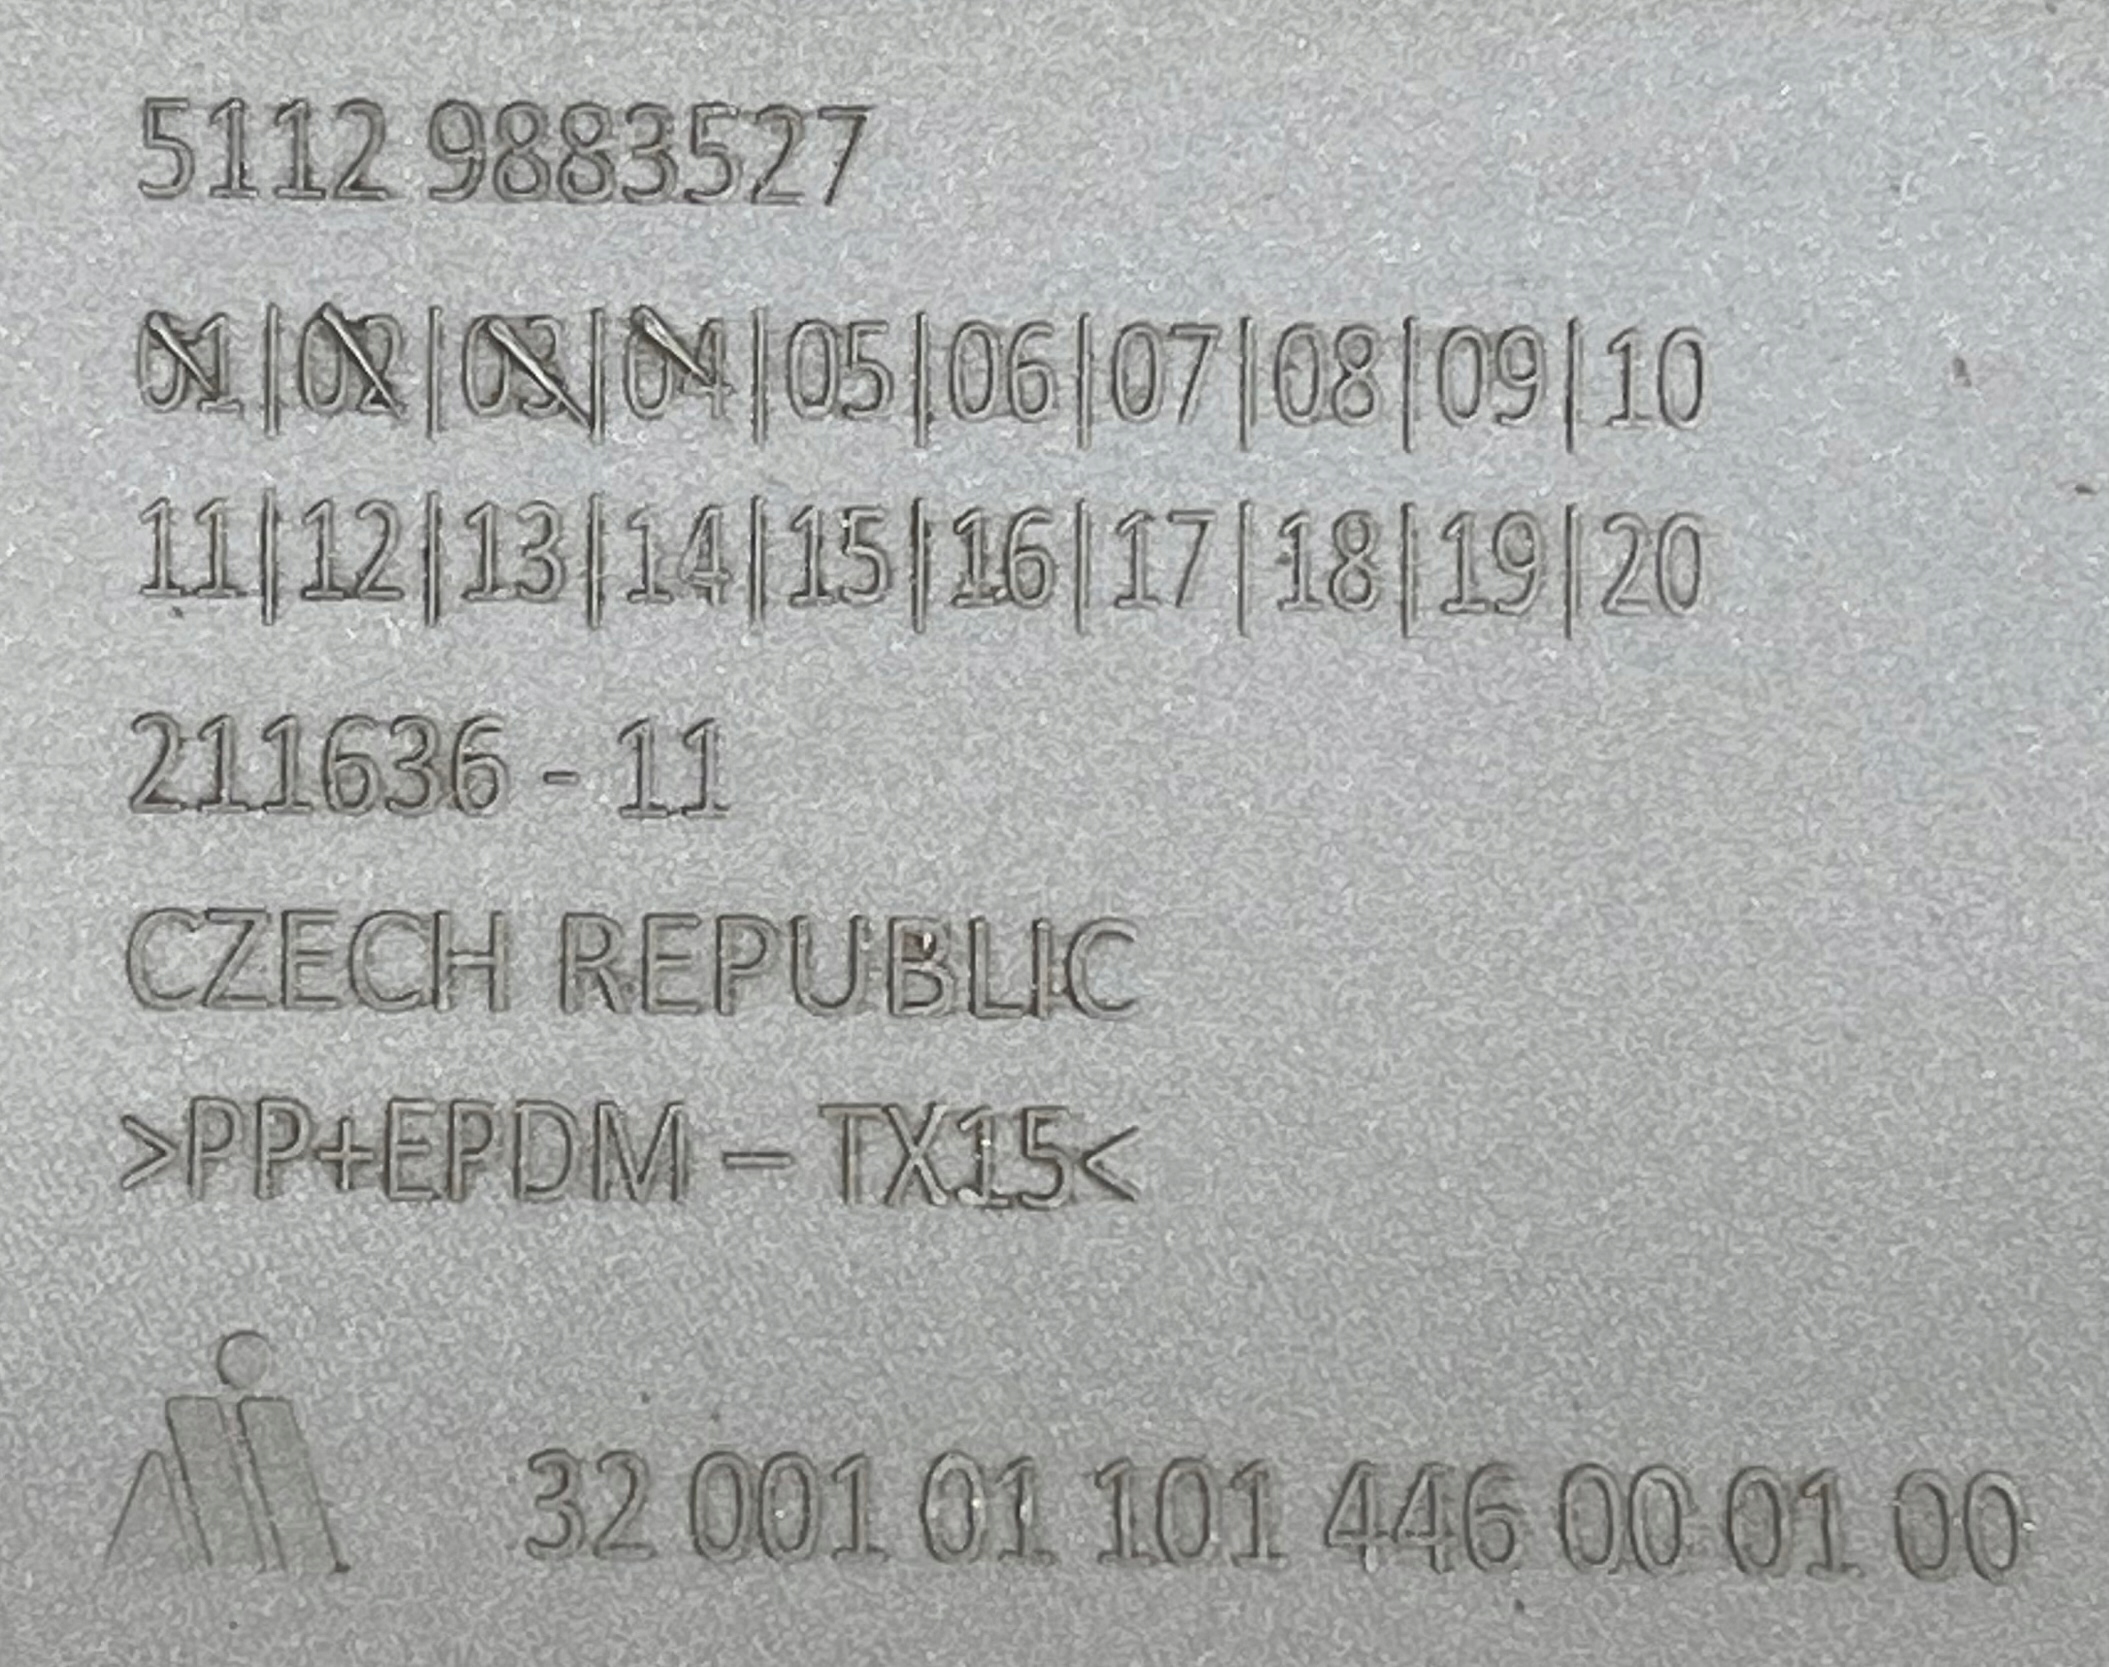 5112 9883527
01|02|03|04|05|06|07|08|09|10
11|12|13|14|15|16|17|18|19|20
211636 - 11
CZECH REPUBLIC
>PP+EPDM – TX15<
32 001 01 101 446 00 01 00